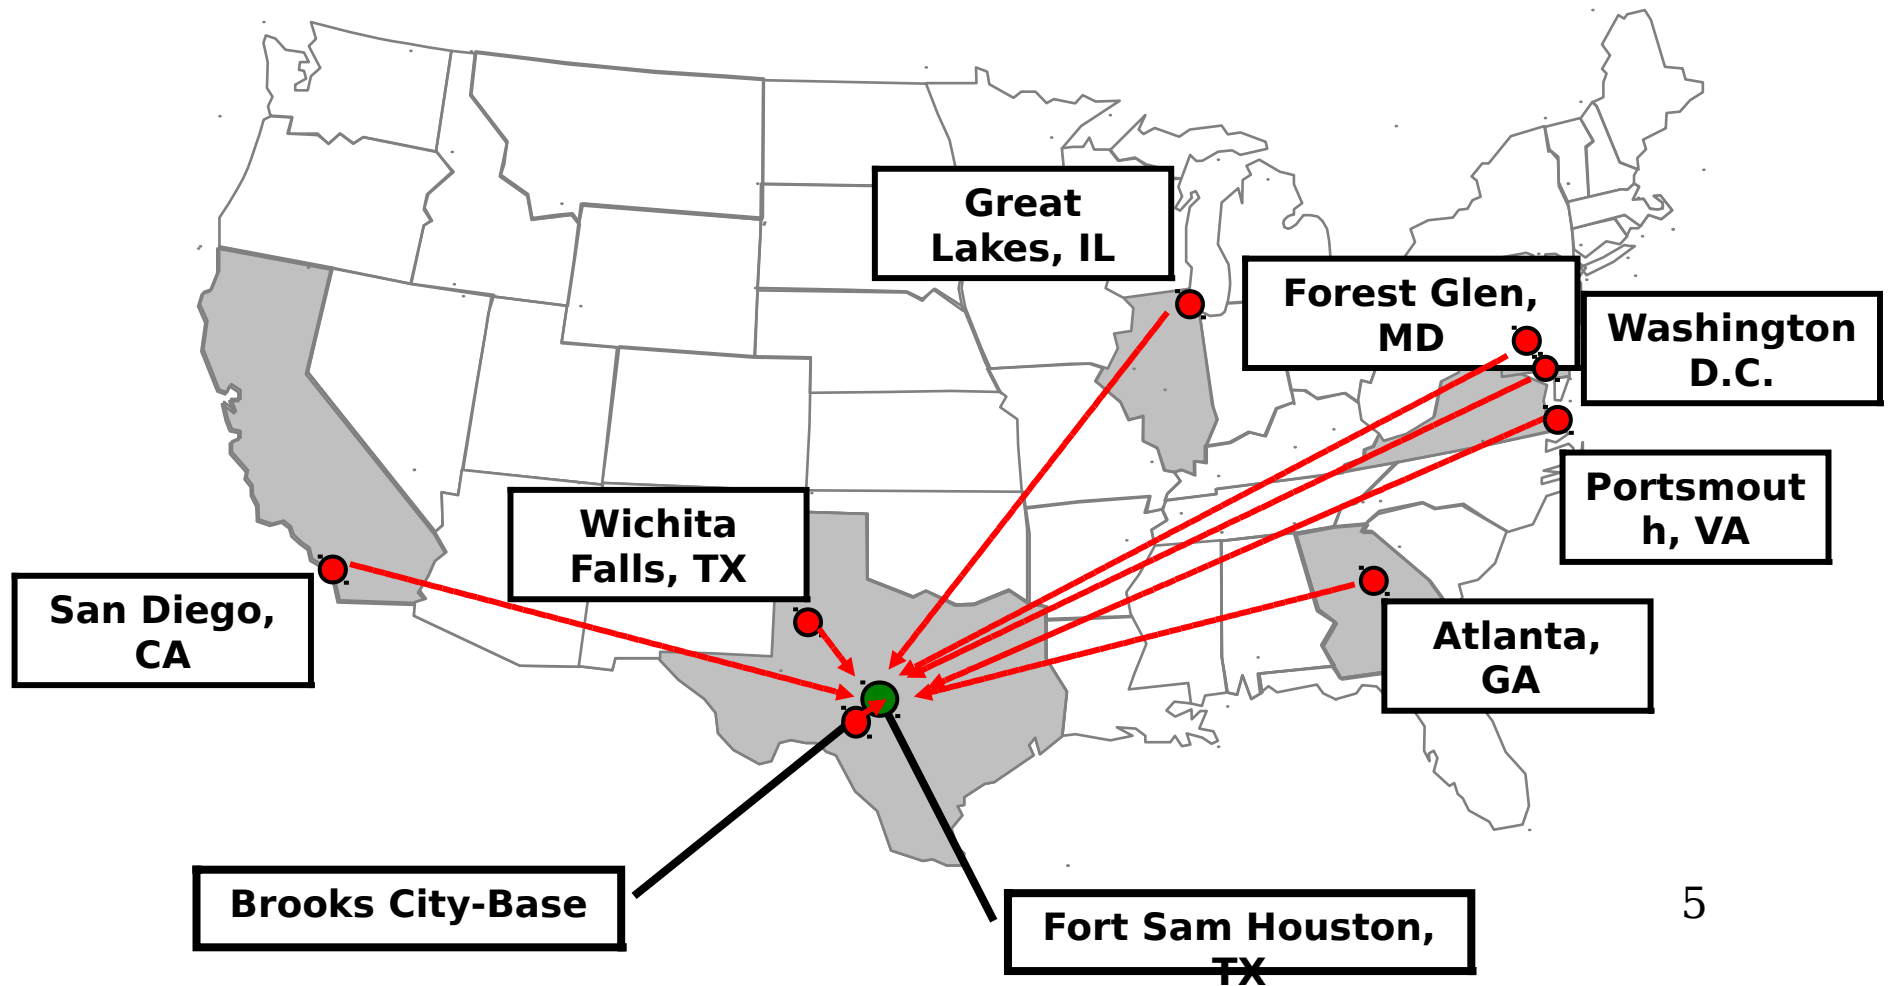 Great
Lakes, IL
Forest Glen,
MD
Washington
D.C.
Portsmout
h, VA
Wichita
Falls, TX
San Diego,
CA
Atlanta,
GA
Brooks City-Base
Fort Sam Houston,
TX
5